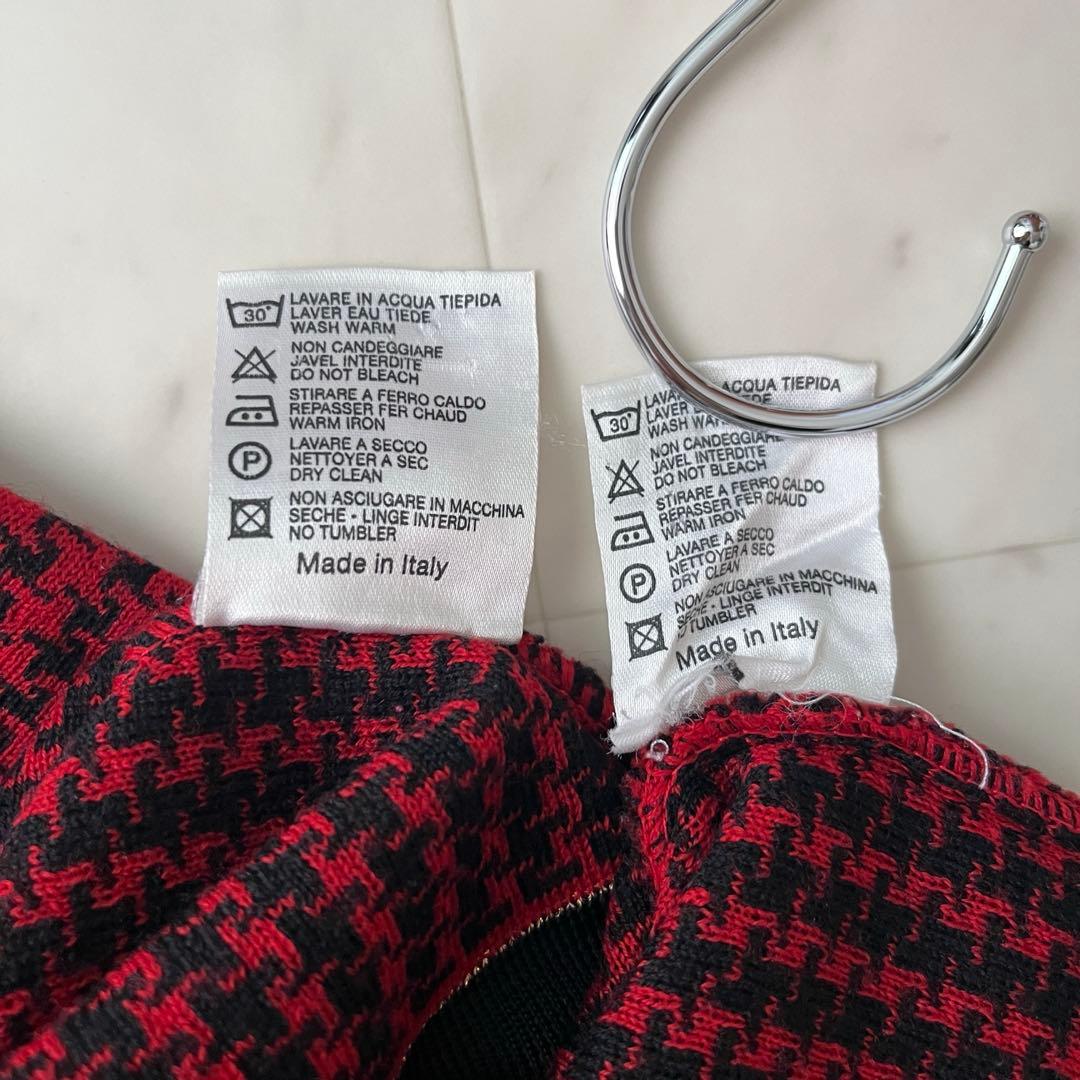 30°
LAVARE IN ACQUA TIEPIDA
LAVER EAU TIEDE
WASH WARM
NON CANDEGGIARE
JAVEL INTERDITE
DO NOT BLEACH
STIRARE A FERRO CALDO
REPASSER FER CHAUD
WARM IRON
P
LAVARE A SECCO
NETTOYER A SEC
DRY CLEAN
NON ASCIUGARE IN MACCHINA
SECHE - LINGE INTERDIT
NO TUMBLER
Made in Italy
30°
ACQUA TIEPIDA
LAVER
WASH
NON CANDEGGIARE
JAVEL INTERDITE
DO NOT BLEACH
STIRARE A FERRO CALDO
REPASSER FER CHAUD
WARM IRON
P
LAVARE A SECCO
NETTOYER A SEC
DRY CLEAN
NON ASCIUGARE IN MACCHINA
SECHE - LINGE INTERDIT
TUMBLER
Made in Italy